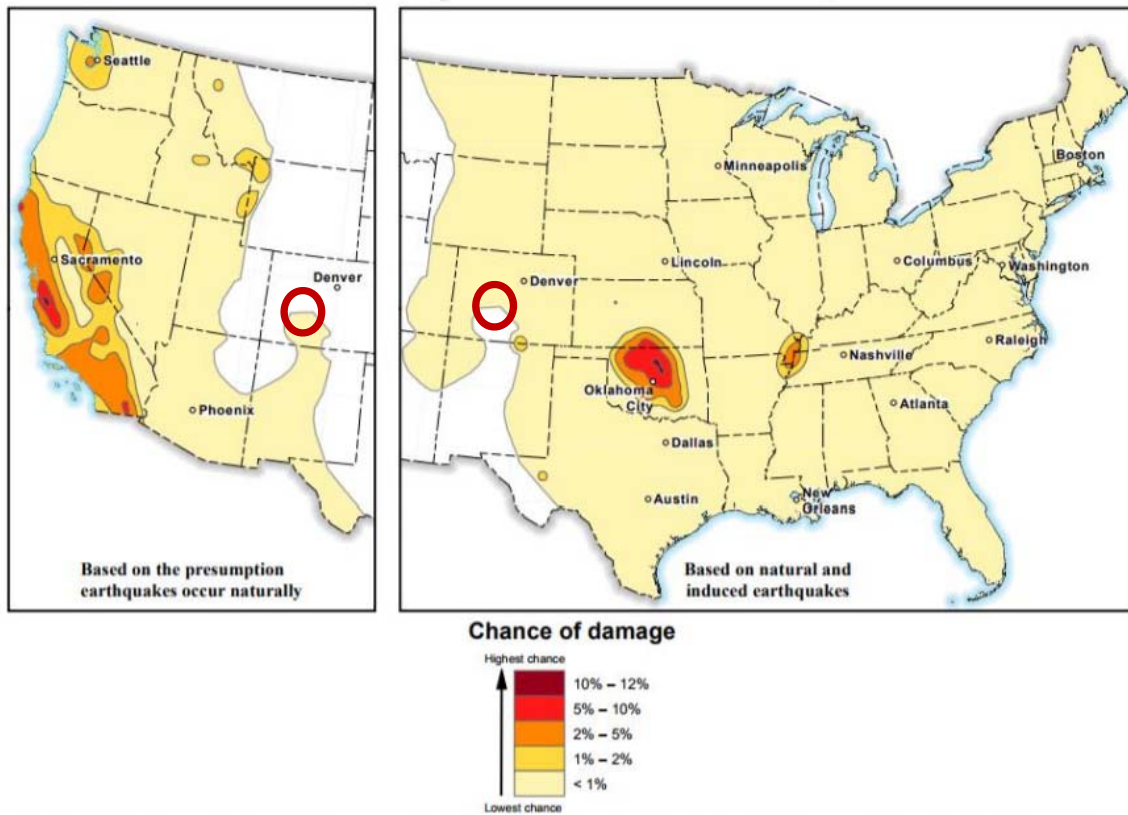 Seattle
Sacramento
Denver
Phoenix
Based on the presumption
earthquakes occur naturally
Minneapolis
Boston
Lincoln
Columbus
Washington
Denver
Nashville
Raleigh
Oklahoma
City
Atlanta
Dallas
Austin
New
Orleans
Based on natural and
induced earthquakes
Chance of damage
Highest chance
10% – 12%
5% – 10%
2% – 5%
1% – 2%
< 1%
Lowest chance